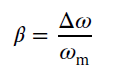 β = Δω / ωₘ